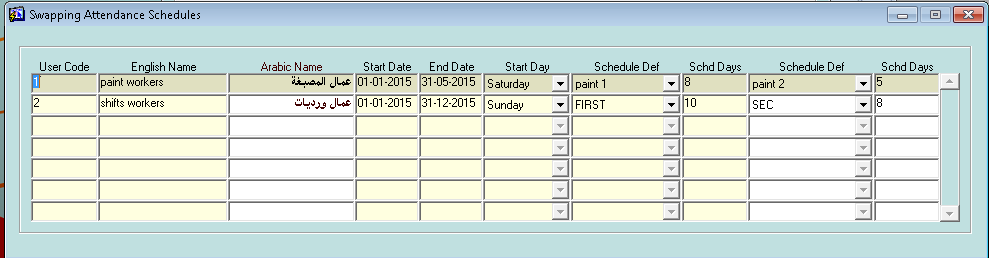 Swapping Attendance Schedules
User Code English Name Arabic Name Start Date End Date Start Day Schedule Def Schd Days Schedule Def Schd Days
1 paint workers عمال المصبغة 01-01-2015 31-05-2015 Saturday paint 1 8 paint 2 5
2 shifts workers عمال ورديات 01-01-2015 31-12-2015 Sunday FIRST 10 SEC 8